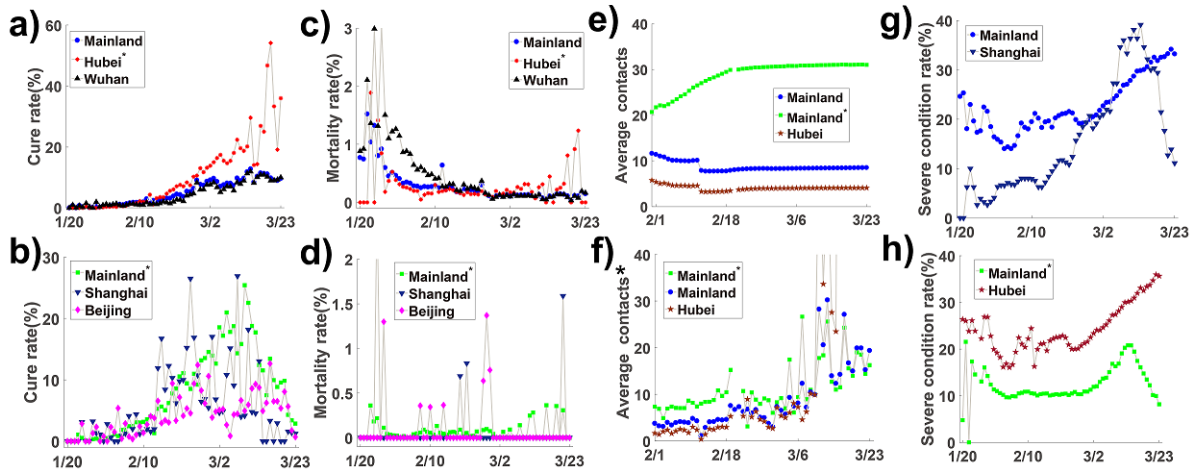 a)
Cure rate(%)
60
40
20
0
Mainland
Hubei*
Wuhan
1/20
2/10
3/2
3/23
c)
Mortality rate(%)
3
2
1
0
Mainland
Hubei*
Wuhan
1/20
2/10
3/2
3/23
e)
Average contacts
40
30
20
10
0
Mainland
Mainland*
Hubei
2/1
2/18
3/6
3/23
g)
Severe condition rate(%)
40
30
20
10
0
Mainland
Shanghai
1/20
2/10
3/2
3/23
b)
Cure rate(%)
30
20
10
0
Mainland*
Shanghai
Beijing
1/20
2/10
3/2
3/23
d)
Mortality rate(%)
2
1.5
1
0.5
0
Mainland*
Shanghai
Beijing
1/20
2/10
3/2
3/23
f)
Average contacts*
40
30
20
10
0
Mainland*
Mainland
Hubei
2/1
2/18
3/6
3/23
h)
Severe condition rate(%)
40
30
20
10
0
Mainland*
Hubei
1/20
2/10
3/2
3/23